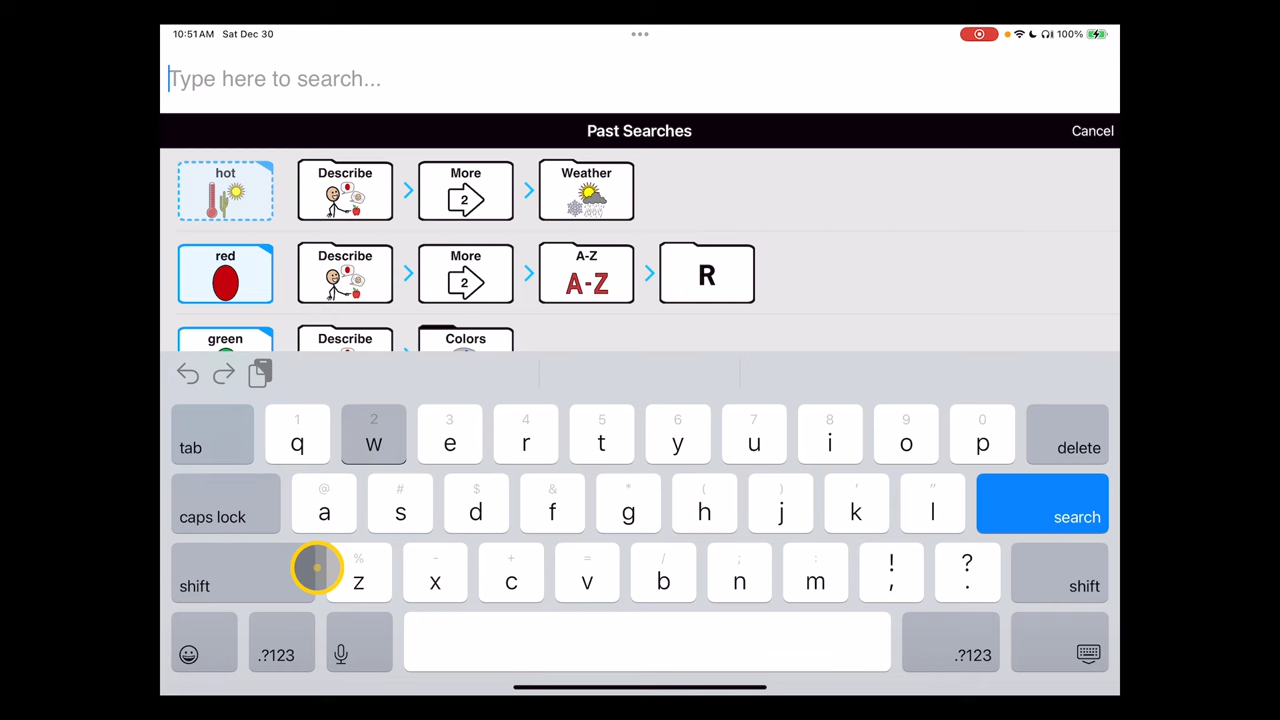 10:51 AM Sat Dec 30 100%
Type here to search...
Past Searches Cancel
hot Describe More 2 Weather
red Describe More 2 A-Z A-Z R
green Describe Colors
1 2 3 4 5 6 7 8 9 0
tab q w e r t y u i o p delete
@ # $ & * ( ) ' "
caps lock a s d f g h j k l search
% - + = / ; : ! ?
shift z x c v b n m , . shift
.?123 .?123